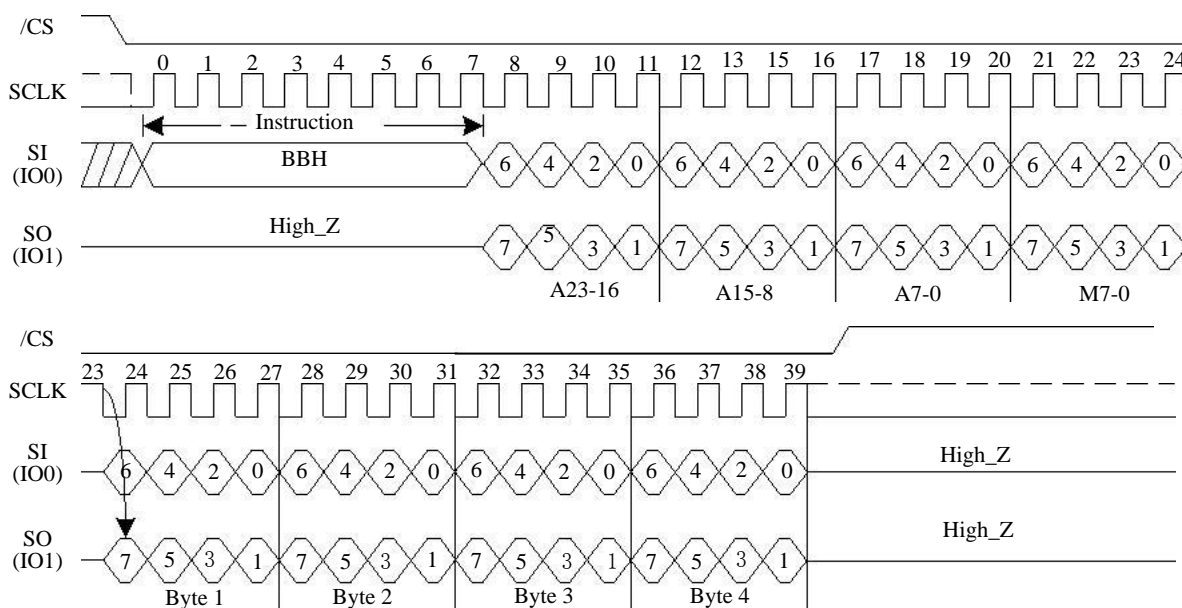 /CS
0 1 2 3 4 5 6 7 8 9 10 11 12 13 15 16 17 18 19 20 21 22 23 24
SCLK
Instruction
SI
(IO0)
BBH
6 4 2 0 6 4 2 0 6 4 2 0 6 4 2 0
SO
(IO1)
High_Z
7 5 3 1 7 5 3 1 7 5 3 1 7 5 3 1
A23-16 A15-8 A7-0 M7-0
/CS
23 24 25 26 27 28 29 30 31 32 33 34 35 36 37 38 39
SCLK
SI
(IO0)
6 4 2 0 6 4 2 0 6 4 2 0 6 4 2 0
High_Z
SO
(IO1)
7 5 3 1 7 5 3 1 7 5 3 1 7 5 3 1
High_Z
Byte 1 Byte 2 Byte 3 Byte 4